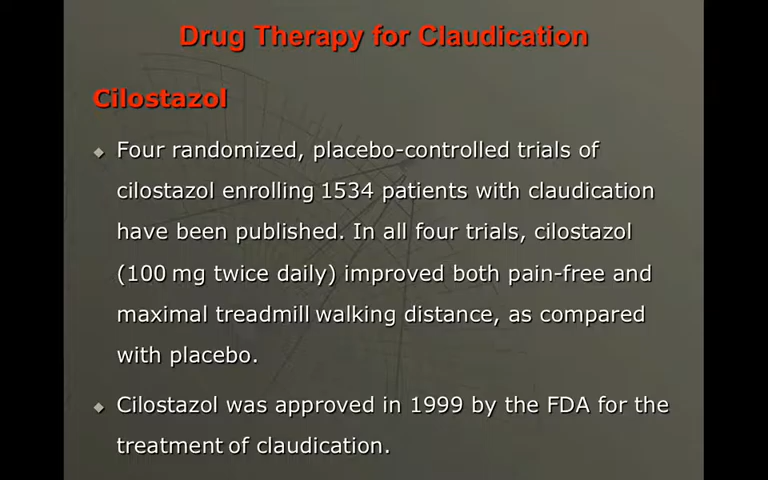 Drug Therapy for Claudication
Cilostazol
Four randomized, placebo-controlled trials of
cilostazol enrolling 1534 patients with claudication
have been published. In all four trials, cilostazol
(100 mg twice daily) improved both pain-free and
maximal treadmill walking distance, as compared
with placebo.
Cilostazol was approved in 1999 by the FDA for the
treatment of claudication.